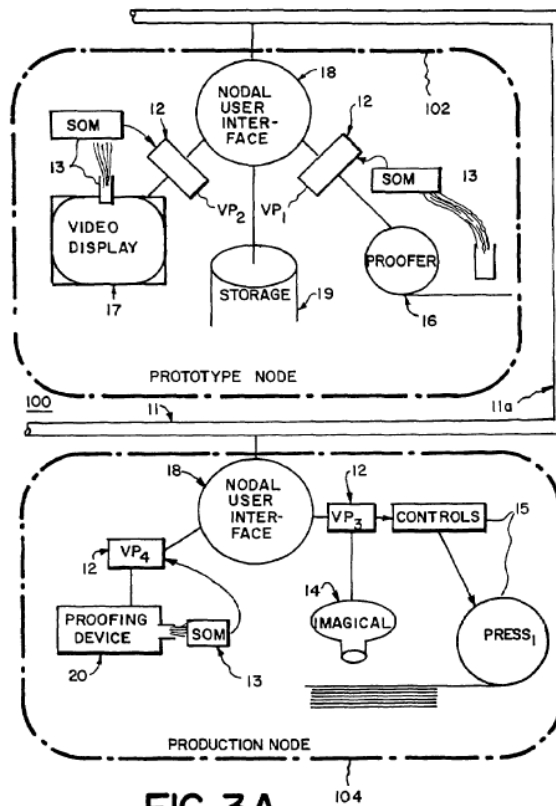 18
102
NODAL
USER
INTER-
FACE
12
12
SOM
SOM
13
13
VP2
VP1
VIDEO
DISPLAY
17
STORAGE
19
PROOFER
16
PROTOTYPE NODE
100
11
11a
18
NODAL
USER
INTER-
FACE
12
VP3
CONTROLS
15
12
VP4
14
IMAGICAL
PRESS1
PROOFING
DEVICE
SOM
20
13
PRODUCTION NODE
FIG. 3A
104